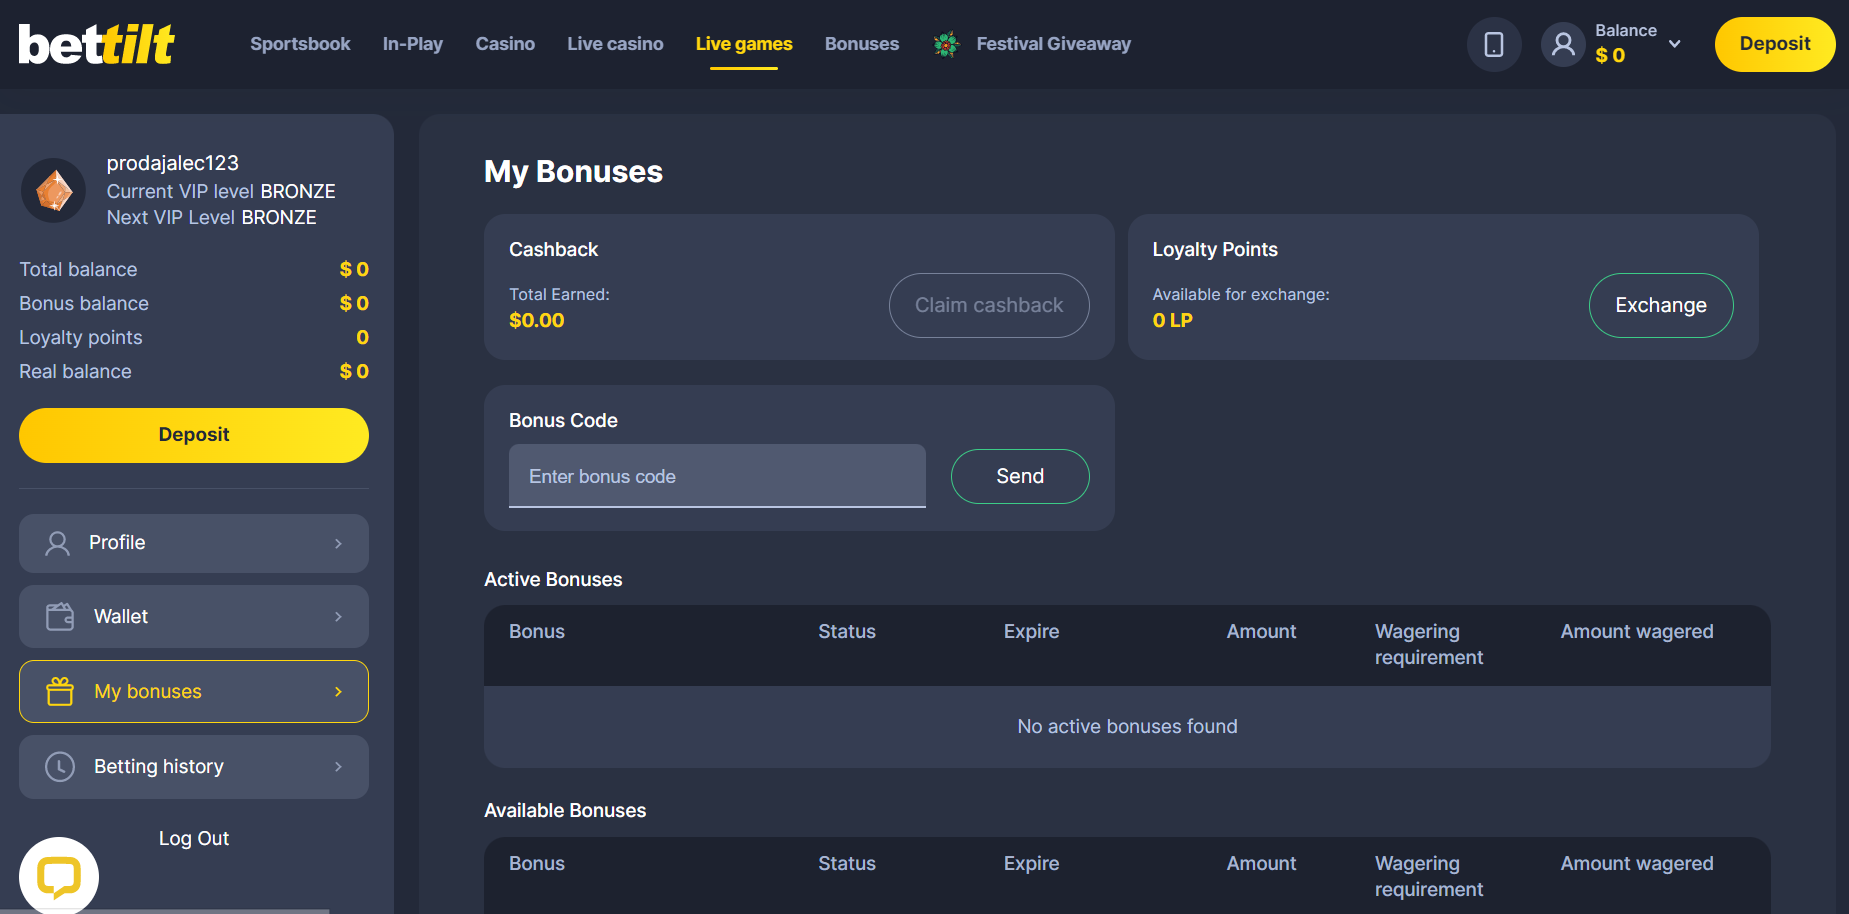 bettilt
Sportsbook
In-Play
Casino
Live casino
Live games
Bonuses
Festival Giveaway
Balance
$ 0
Deposit
prodajalec123
Current VIP level BRONZE
Next VIP Level BRONZE
Total balance $ 0
Bonus balance $ 0
Loyalty points 0
Real balance $ 0
Deposit
Profile
Wallet
My bonuses
Betting history
Log Out
My Bonuses
Cashback
Total Earned:
$0.00
Claim cashback
Loyalty Points
Available for exchange:
0 LP
Exchange
Bonus Code
Enter bonus code
Send
Active Bonuses
Bonus
Status
Expire
Amount
Wagering
requirement
Amount wagered
No active bonuses found
Available Bonuses
Bonus
Status
Expire
Amount
Wagering
requirement
Amount wagered